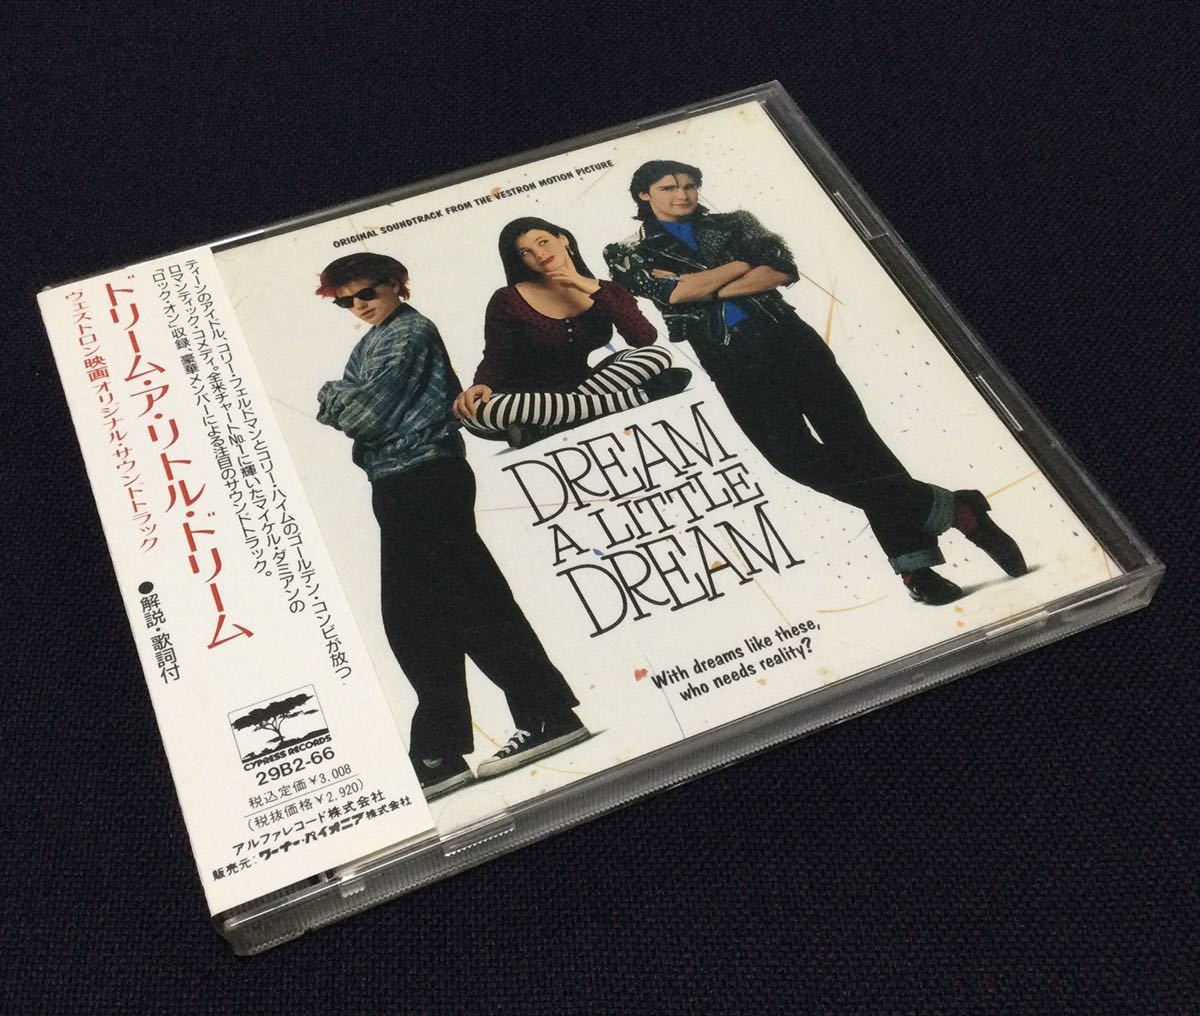 ドリーム・ア・リトル・ドリーム
ヴェストロン映画オリジナル・サウンドトラック
●解説・歌詞付
ティーンのアイドル、コリー・フェルドマンとコリー・ハイムのゴールデン・コンビが放つ
ロマンティック・コメディ。全米チャート№1に輝いたマイケル・ダミアンの
「ロック・オン」収録、豪華メンバーによる注目のサウンドトラック。
CYPRESS RECORDS
29B2-66
税込定価¥3,008
(税抜価格¥2,920)
アルファレコード株式会社
販売元:ワーナー・パイオニア株式会社
ORIGINAL SOUNDTRACK FROM THE VESTRON MOTION PICTURE
DREAM
A LITTLE
DREAM
With dreams like these,
who needs reality?